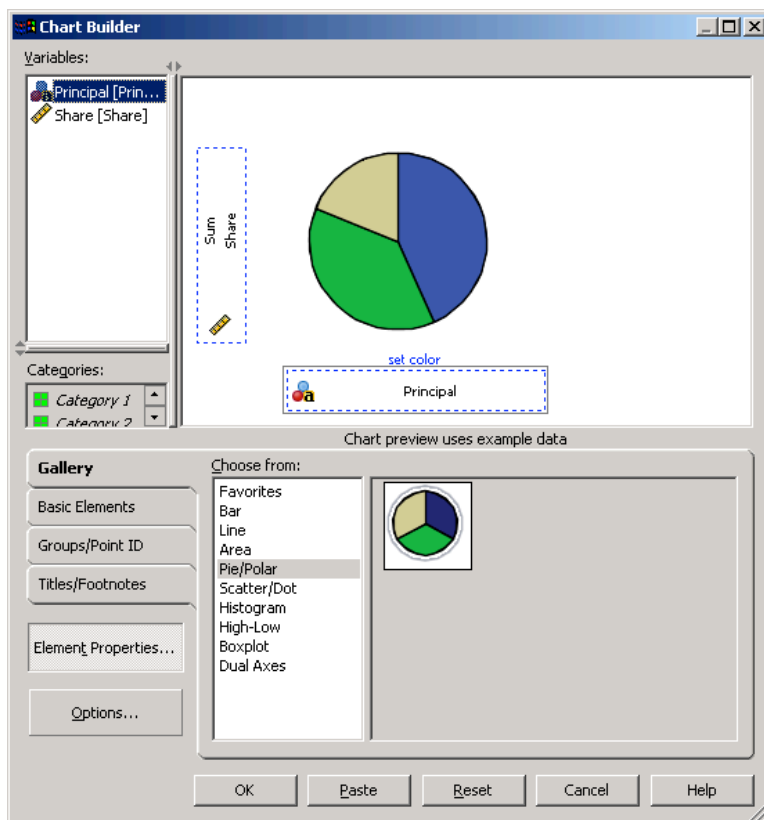 Chart Builder
Variables:
Principal [Prin...
Share [Share]
Sum
Share
set color
Principal
a
Categories:
Category 1
Category 2
Chart preview uses example data
Gallery
Basic Elements
Groups/Point ID
Titles/Footnotes
Element Properties...
Options...
Choose from:
Favorites
Bar
Line
Area
Pie/Polar
Scatter/Dot
Histogram
High-Low
Boxplot
Dual Axes
OK
Paste
Reset
Cancel
Help